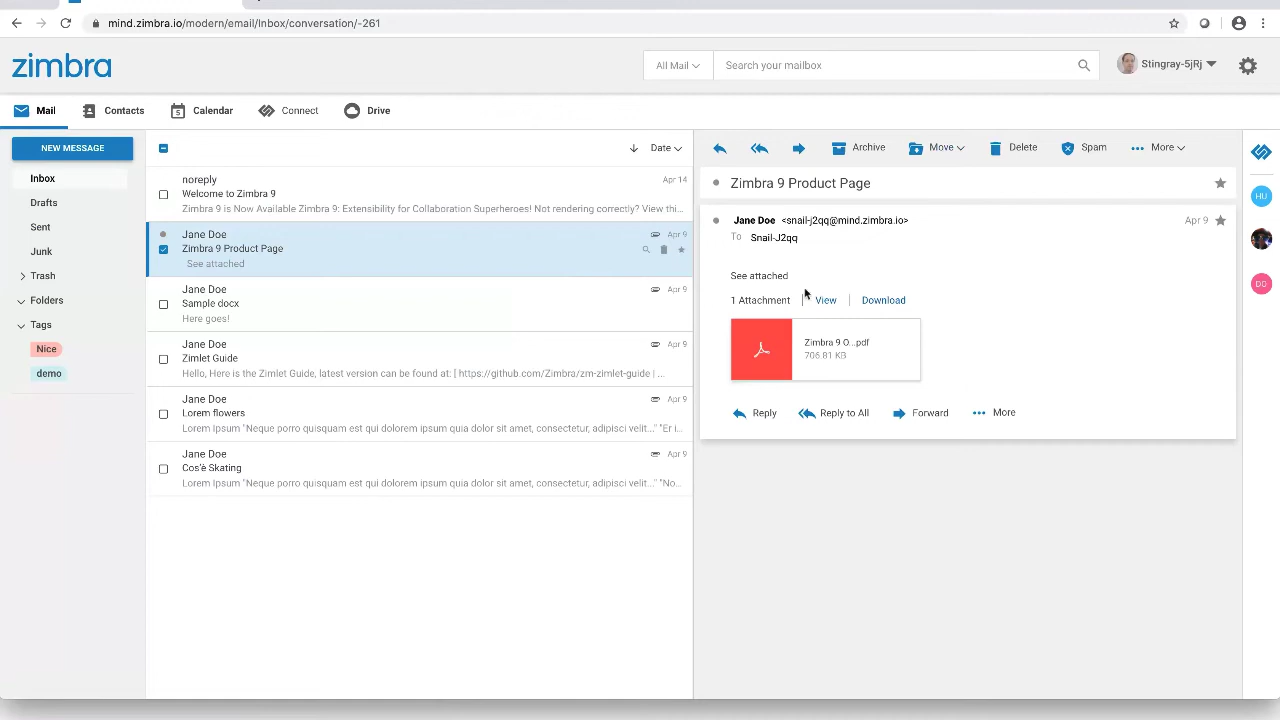 mind.zimbra.io/modern/email/Inbox/conversation/-261
zimbra
All Mail
Search your mailbox
Stingray-5jRj
Mail
Contacts
5
Calendar
Connect
Drive
NEW MESSAGE
Inbox
Drafts
Sent
Junk
Trash
Folders
Tags
Nice
demo
Date
noreply
Apr 14
Welcome to Zimbra 9
Zimbra 9 is Now Available Zimbra 9: Extensibility for Collaboration Superheroes! Not rendering correctly? View thi...
Jane Doe
Apr 9
Zimbra 9 Product Page
See attached
Jane Doe
Apr 9
Sample docx
Here goes!
Jane Doe
Apr 9
Zimlet Guide
Hello, Here is the Zimlet Guide, latest version can be found at: [ https://github.com/Zimbra/zm-zimlet-guide | ...
Jane Doe
Apr 9
Lorem flowers
Lorem Ipsum "Neque porro quisquam est qui dolorem ipsum quia dolor sit amet, consectetur, adipisci velit..." "Er i...
Jane Doe
Apr 9
Cos'è Skating
Lorem Ipsum "Neque porro quisquam est qui dolorem ipsum quia dolor sit amet, consectetur, adipisci velit..." "No...
Archive
Move
Delete
Spam
More
Zimbra 9 Product Page
Jane Doe <snail-j2qq@mind.zimbra.io>
Apr 9
To Snail-J2qq
See attached
1 Attachment
View
Download
Zimbra 9 O...pdf
706.81 KB
Reply
Reply to All
Forward
More
HU
DD